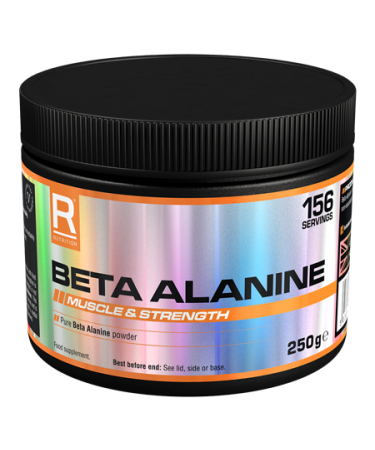 R
NUTRITION
156
SERVINGS
BETA ALANINE
/// MUSCLE & STRENGTH
/// Pure Beta Alanine powder
Food supplement.
Best before end: See lid, side or base.
250g℮